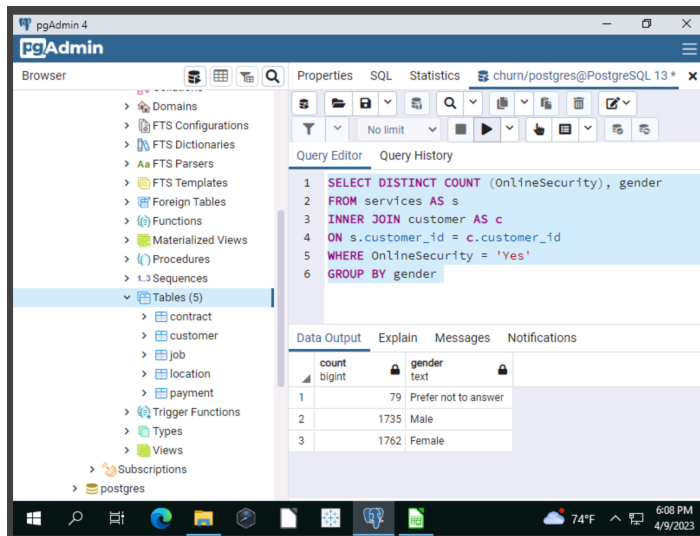 pgAdmin 4
pgAdmin
Browser
Properties SQL Statistics churn/postgres@PostgreSQL 13 *
Domains
FTS Configurations
FTS Dictionaries
Aa FTS Parsers
FTS Templates
Foreign Tables
Functions
Materialized Views
Procedures
1..3 Sequences
Tables (5)
contract
customer
job
location
payment
Trigger Functions
Types
Views
Subscriptions
postgres
No limit
Query Editor Query History
1 SELECT DISTINCT COUNT (OnlineSecurity), gender
2 FROM services AS s
3 INNER JOIN customer AS c
4 ON s.customer_id = c.customer_id
5 WHERE OnlineSecurity = 'Yes'
6 GROUP BY gender
Data Output Explain Messages Notifications
count gender
bigint text
1 79 Prefer not to answer
2 1735 Male
3 1762 Female
74°F
6:08 PM
4/9/2023